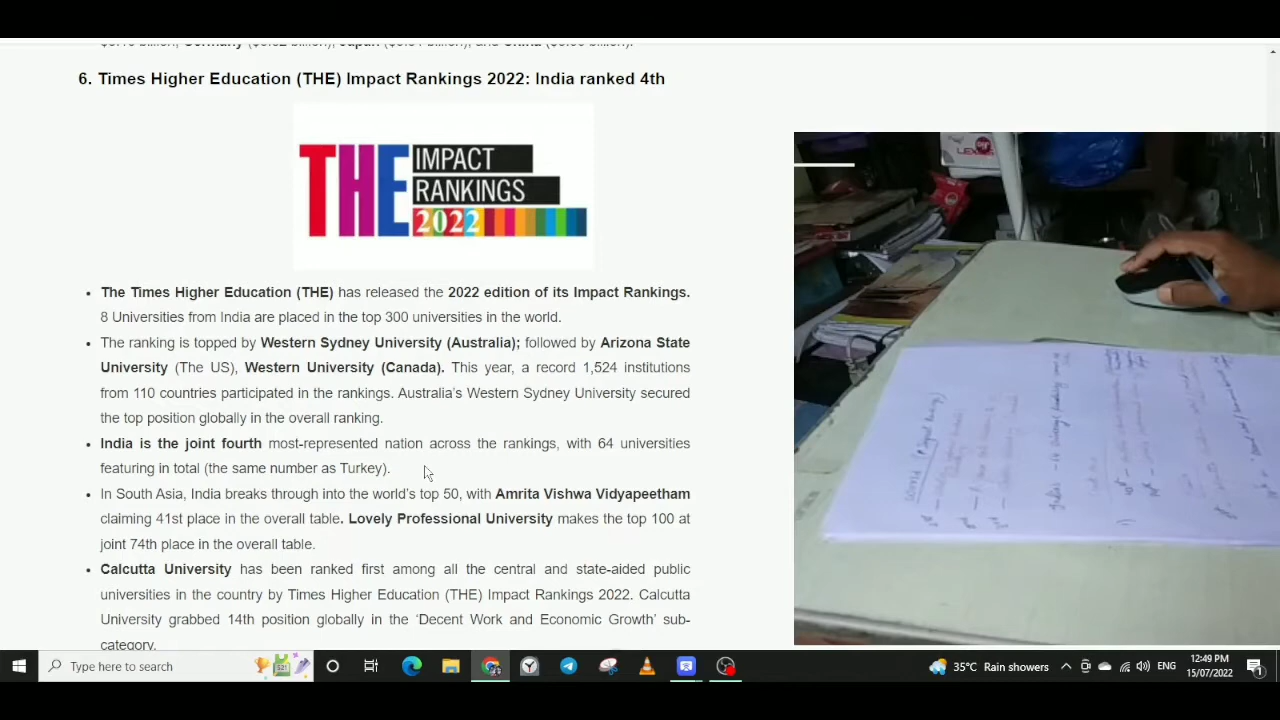 6. Times Higher Education (THE) Impact Rankings 2022: India ranked 4th
THE
IMPACT
RANKINGS
2022
• The Times Higher Education (THE) has released the 2022 edition of its Impact Rankings.
8 Universities from India are placed in the top 300 universities in the world.
• The ranking is topped by Western Sydney University (Australia); followed by Arizona State
University (The US), Western University (Canada). This year, a record 1,524 institutions
from 110 countries participated in the rankings. Australia's Western Sydney University secured
the top position globally in the overall ranking.
• India is the joint fourth most-represented nation across the rankings, with 64 universities
featuring in total (the same number as Turkey).
• In South Asia, India breaks through into the world's top 50, with Amrita Vishwa Vidyapeetham
claiming 41st place in the overall table. Lovely Professional University makes the top 100 at
joint 74th place in the overall table.
• Calcutta University has been ranked first among all the central and state-aided public
universities in the country by Times Higher Education (THE) Impact Rankings 2022. Calcutta
University grabbed 14th position globally in the 'Decent Work and Economic Growth' sub-
category.
Type here to search
35°C Rain showers
ENG
12:49 PM
15/07/2022